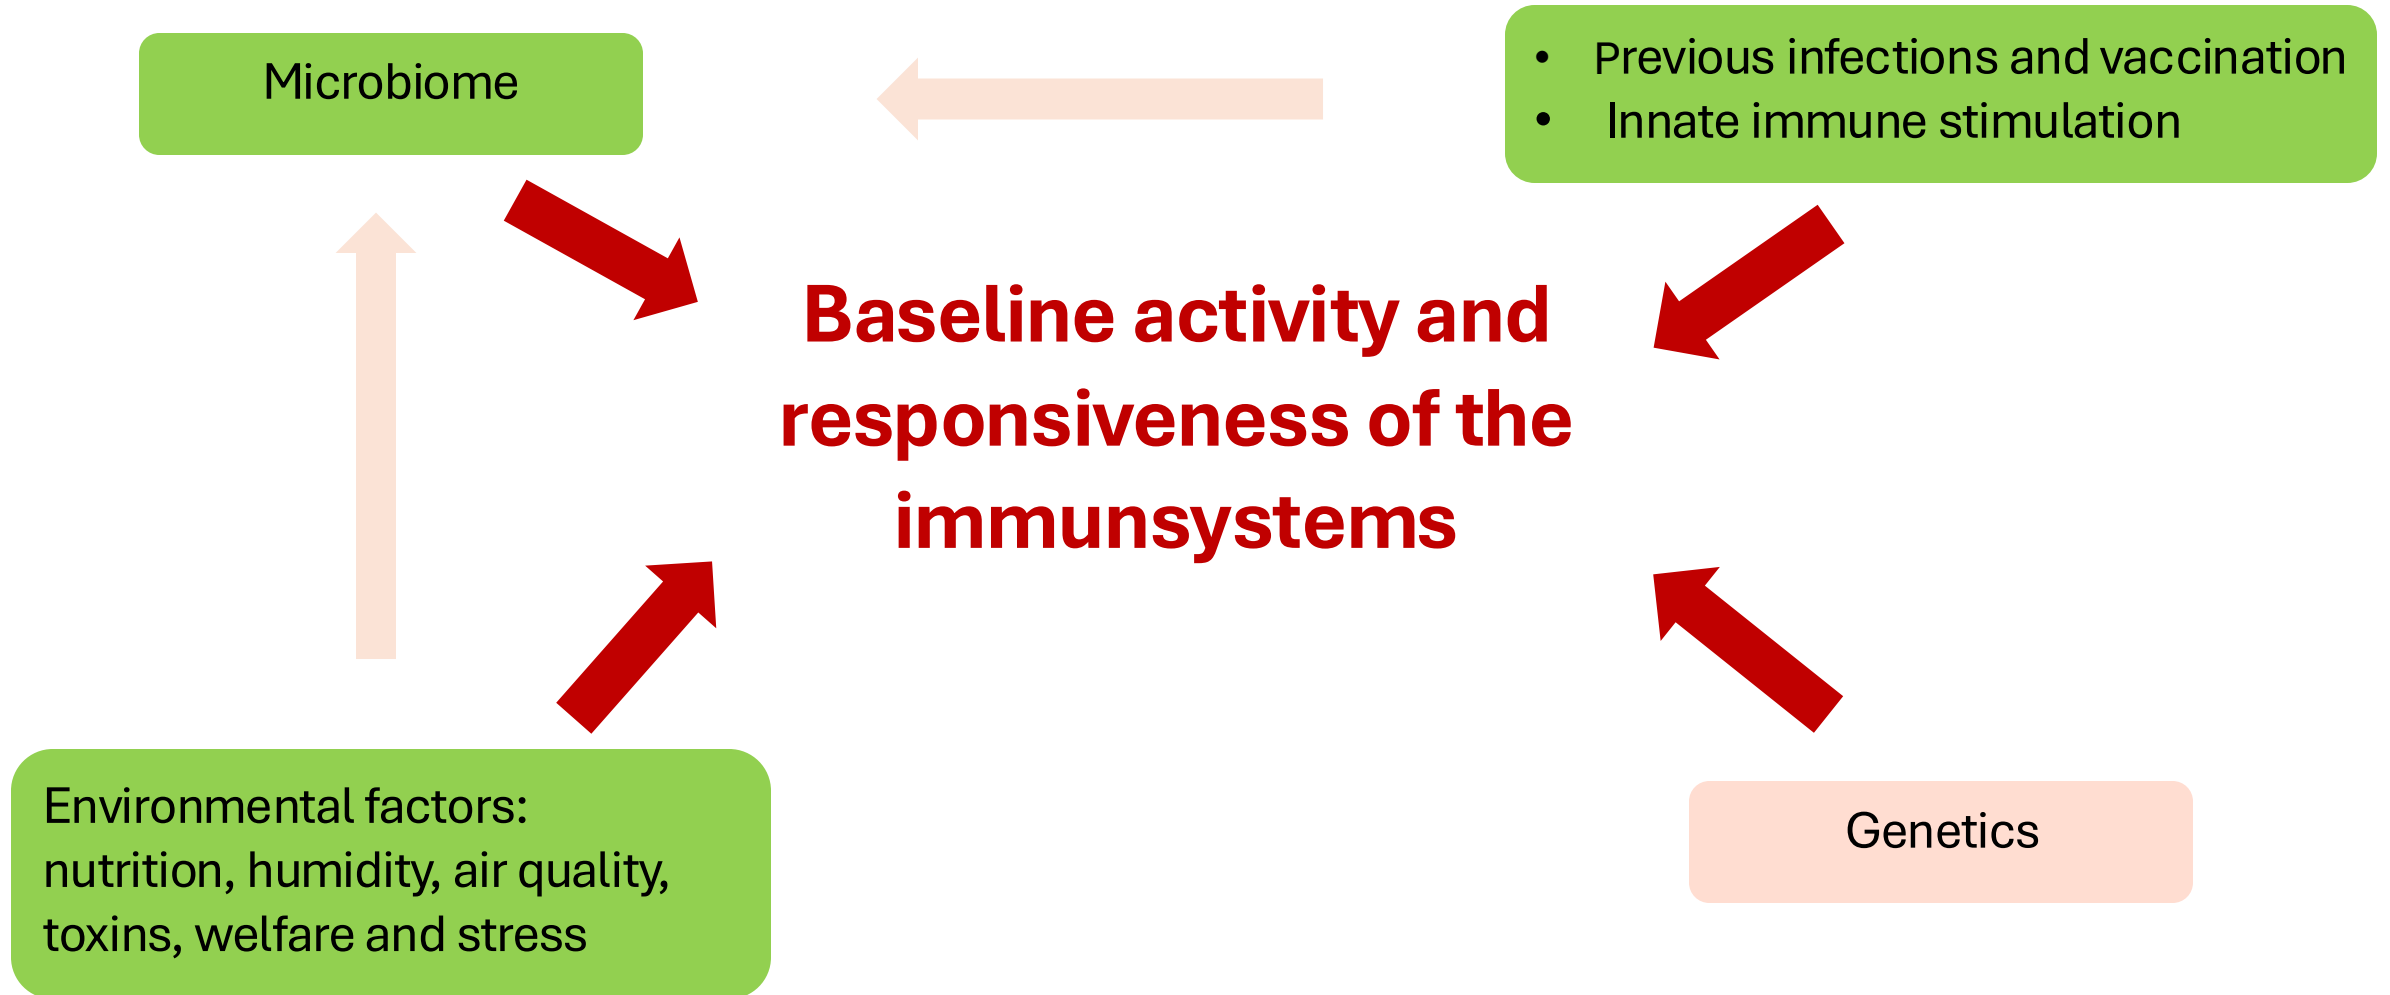 Microbiome
• Previous infections and vaccination
• Innate immune stimulation
Baseline activity and
responsiveness of the
immunsystems
Environmental factors:
nutrition, humidity, air quality,
toxins, welfare and stress
Genetics